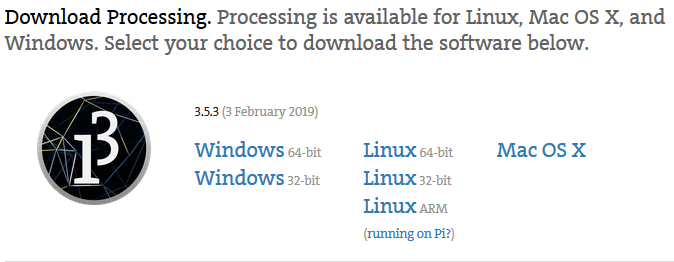 Download Processing. Processing is available for Linux, Mac OS X, and
Windows. Select your choice to download the software below.
3
1
3.5.3 (3 February 2019)
Windows 64-bit
Windows 32-bit
Linux 64-bit
Linux 32-bit
Linux ARM
(running on Pi?)
Mac OS X